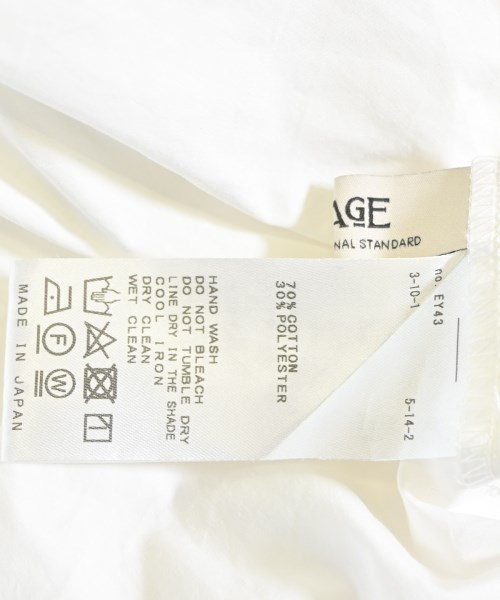 AGE
NAL STANDARD
no. EY43
3-10-1
5-14-2
70% COTTON
30% POLYESTER
HAND WASH
DO NOT BLEACH
DO NOT TUMBLE DRY
LINE DRY IN THE SHADE
COOL IRON
DRY CLEAN
WET CLEAN
F
W
MADE IN JAPAN